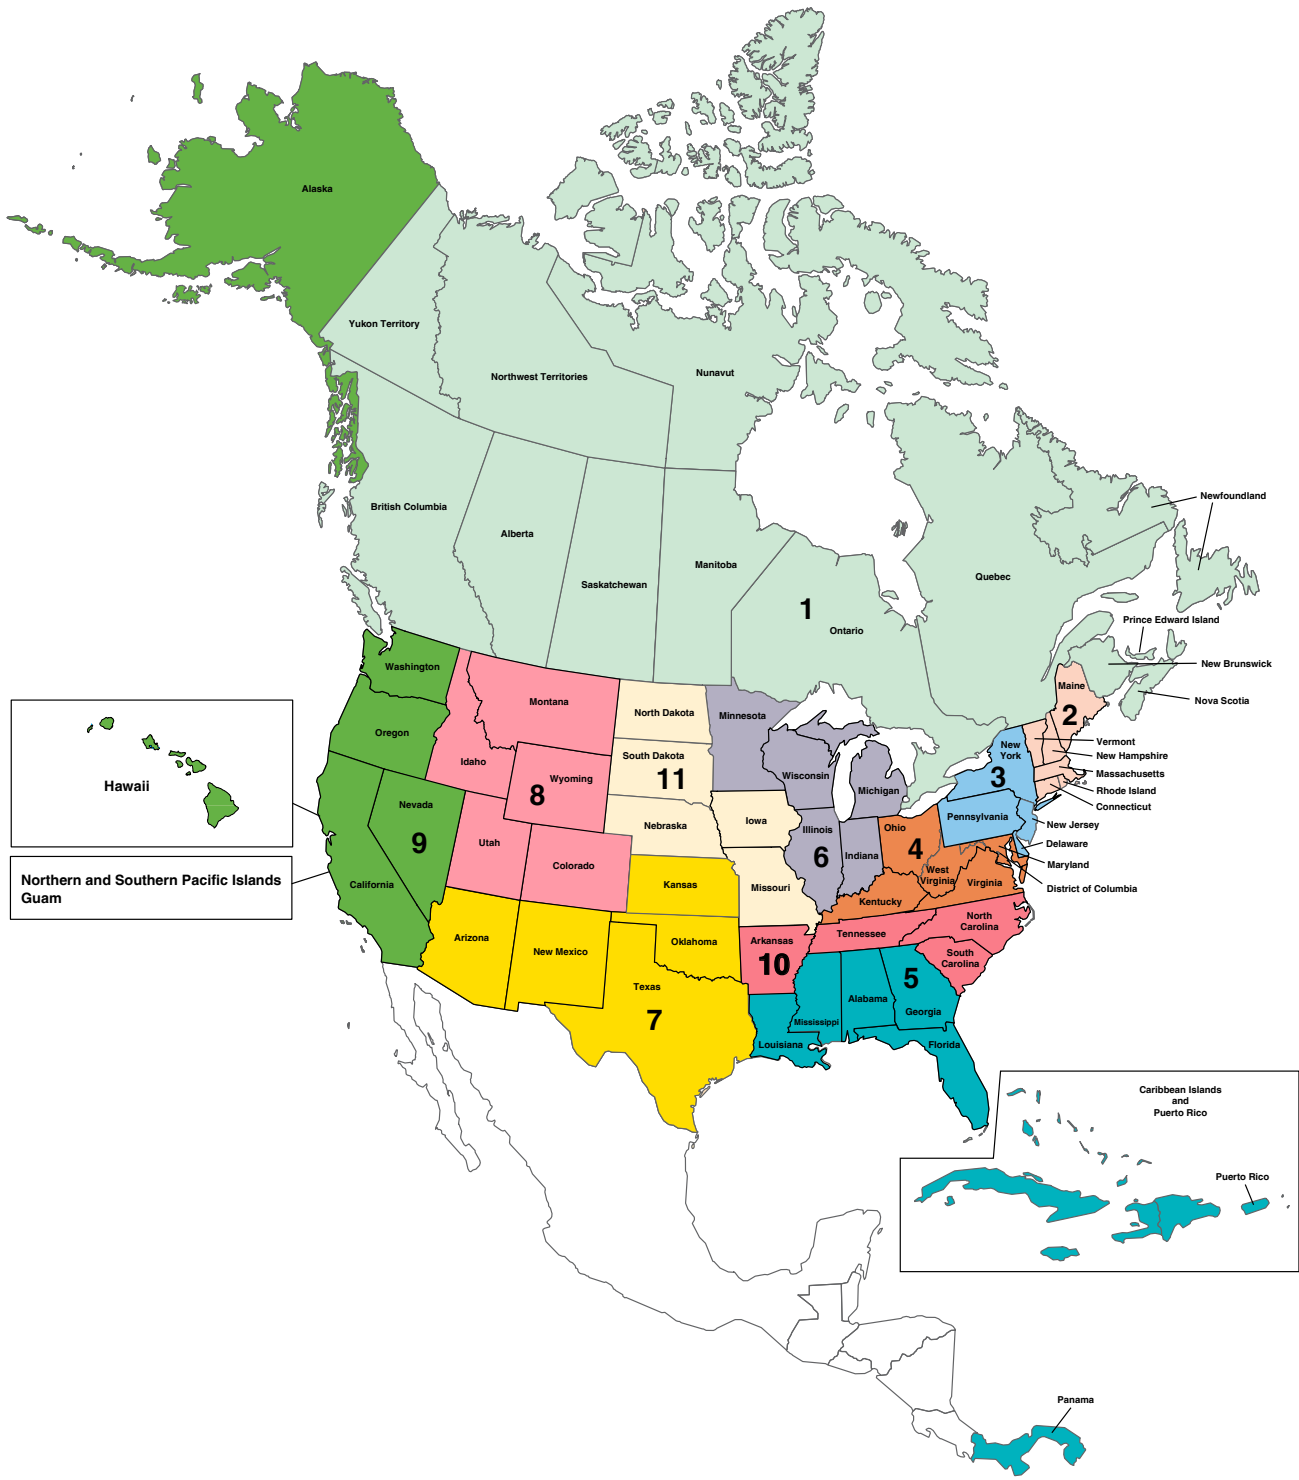 Alaska
Yukon Territory
Northwest Territories
Nunavut
British Columbia
Alberta
Saskatchewan
Manitoba
1
Ontario
Quebec
Newfoundland
Prince Edward Island
New Brunswick
Nova Scotia
Washington
Oregon
Montana
Idaho
Wyoming
8
North Dakota
South Dakota
11
Nebraska
Minnesota
Wisconsin
Michigan
Iowa
Illinois
6
Indiana
Missouri
Ohio
4
West
Virginia
Virginia
Kentucky
New
York
3
Pennsylvania
Maine
2
Vermont
New Hampshire
Massachusetts
Rhode Island
Connecticut
New Jersey
Delaware
Maryland
District of Columbia
Hawaii
Northern and Southern Pacific Islands
Guam
Nevada
9
California
Utah
Colorado
Kansas
Arizona
New Mexico
Oklahoma
Texas
7
Arkansas
10
Tennessee
North
Carolina
South
Carolina
Mississippi
Alabama
5
Georgia
Louisiana
Florida
Caribbean Islands
and
Puerto Rico
Puerto Rico
Panama